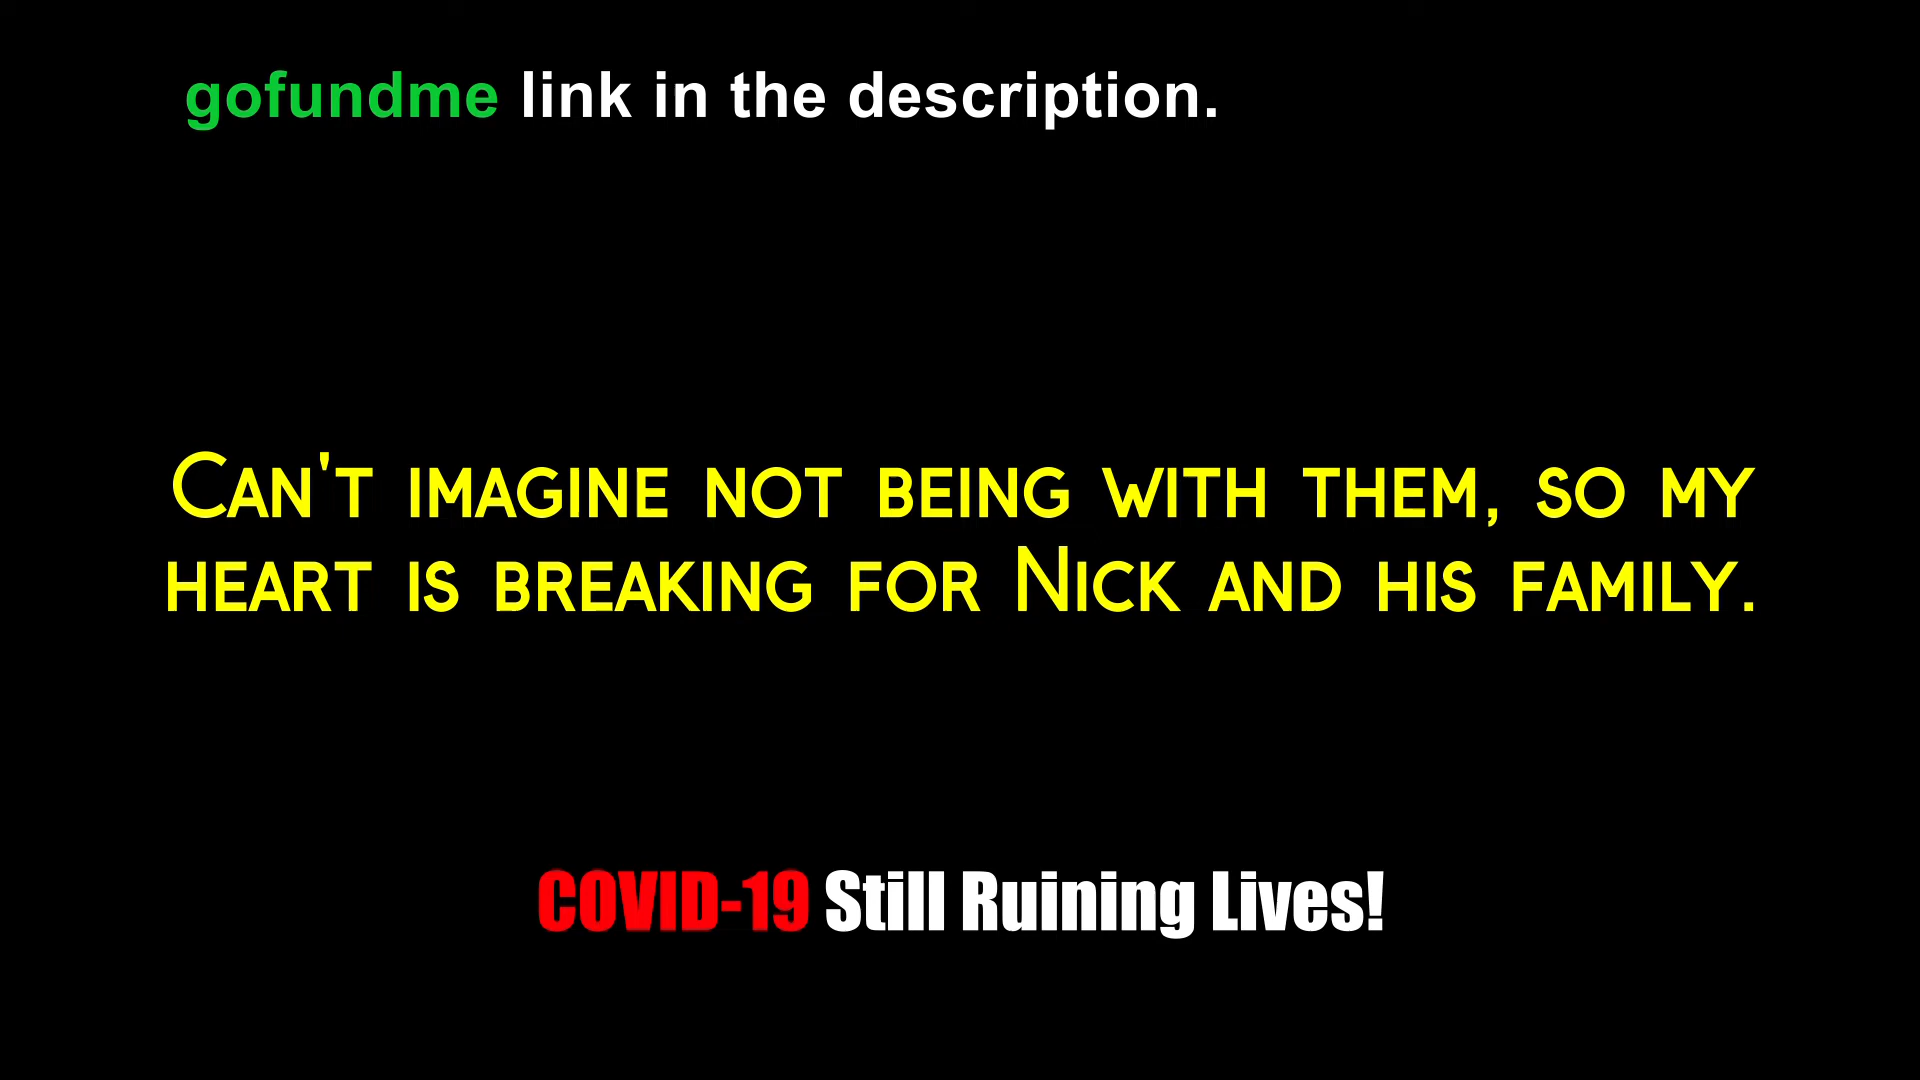 gofundme link in the description.
Can't imagine not being with them, so my
heart is breaking for Nick and his family.
COVID-19 Still Ruining Lives!